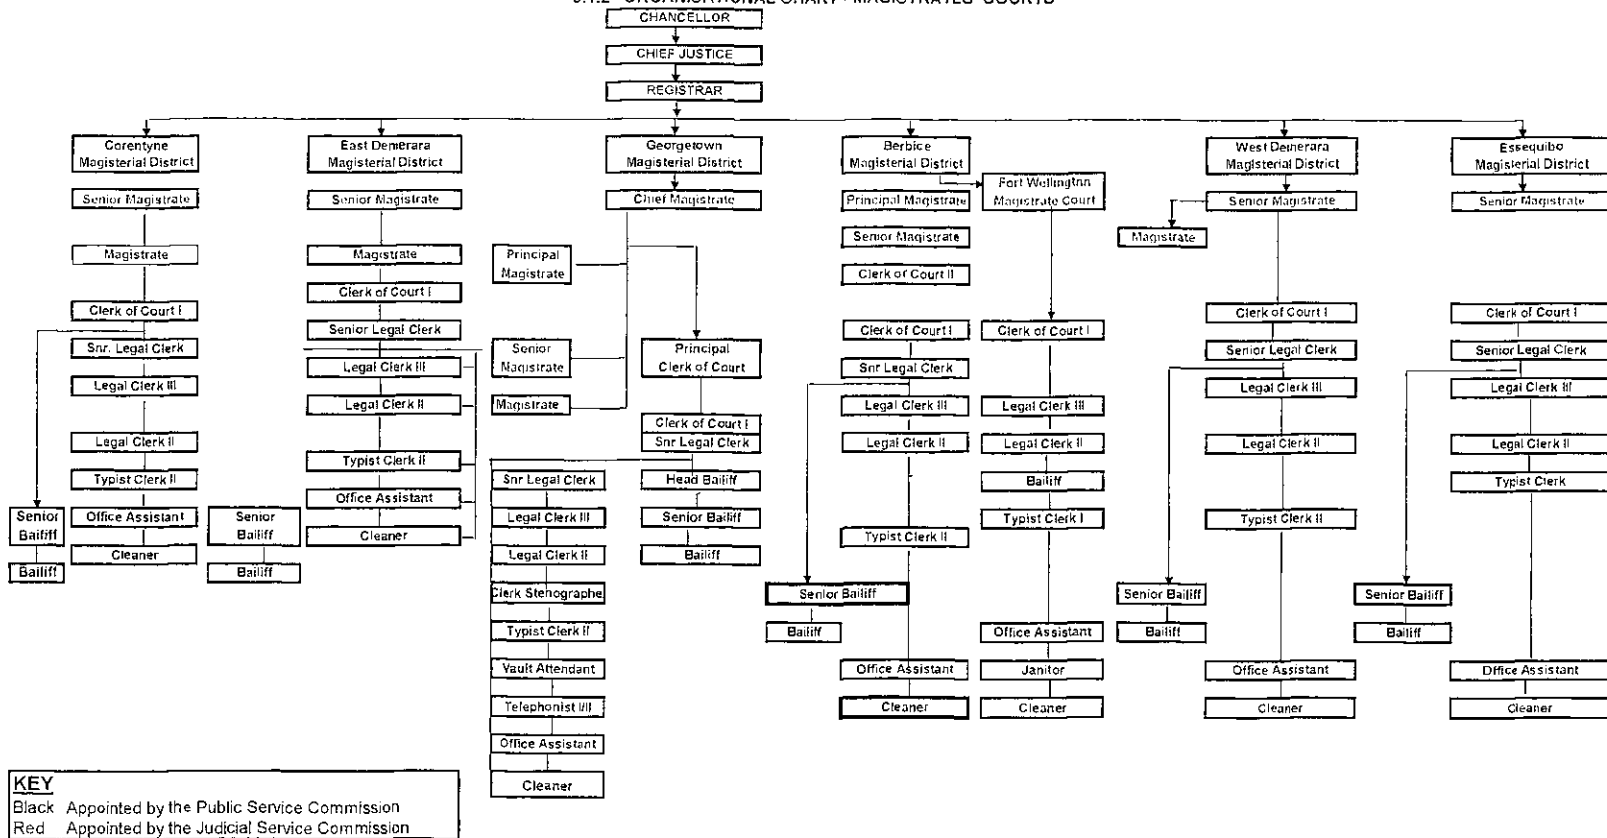 5.1.2 ORGANISATIONAL CHART - MAGISTRATES' COURTS
CHANCELLOR
CHIEF JUSTICE
REGISTRAR
Corentyne
Magisterial District
Senior Magistrate
Magistrate
Clerk of Court I
Snr. Legal Clerk
Legal Clerk III
Legal Clerk II
Typist Clerk II
Office Assistant
Cleaner
Senior
Bailiff
Bailiff
East Demerara
Magisterial District
Senior Magistrate
Magistrate
Clerk of Court I
Senior Legal Clerk
Legal Clerk III
Legal Clerk II
Typist Clerk II
Office Assistant
Cleaner
Senior
Bailiff
Bailiff
Georgetown
Magisterial District
Chief Magistrate
Principal
Magistrate
Senior
Magistrate
Magistrate
Principal
Clerk of Court
Clerk of Court I
Snr Legal Clerk
Head Bailiff
Senior Bailiff
Bailiff
Snr Legal Clerk
Legal Clerk III
Legal Clerk II
Clerk Stenographe
Typist Clerk II
Vault Attendant
Telephonist I/II
Office Assistant
Cleaner
Berbice
Magisterial District
Principal Magistrate
Senior Magistrate
Clerk of Court II
Clerk of Court I
Snr Legal Clerk
Legal Clerk III
Legal Clerk II
Typist Clerk II
Senior Bailiff
Bailiff
Office Assistant
Cleaner
Fort Wellington
Magistrate Court
Clerk of Court I
Legal Clerk III
Legal Clerk II
Bailiff
Typist Clerk I
Office Assistant
Janitor
Cleaner
West Demerara
Magisterial District
Senior Magistrate
Magistrate
Clerk of Court I
Senior Legal Clerk
Legal Clerk III
Legal Clerk II
Typist Clerk II
Senior Bailiff
Bailiff
Office Assistant
Cleaner
Essequibo
Magisterial District
Senior Magistrate
Clerk of Court I
Senior Legal Clerk
Legal Clerk III
Legal Clerk II
Typist Clerk
Senior Bailiff
Bailiff
Office Assistant
Cleaner
KEY
Black Appointed by the Public Service Commission
Red Appointed by the Judicial Service Commission